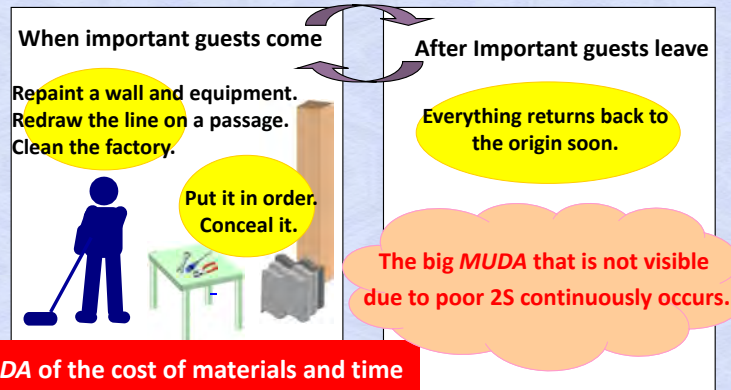 When important guests come
Repaint a wall and equipment.
Redraw the line on a passage.
Clean the factory.
Put it in order.
Conceal it.
After Important guests leave
Everything returns back to
the origin soon.
The big MUDA that is not visible
due to poor 2S continuously occurs.
DA of the cost of materials and time